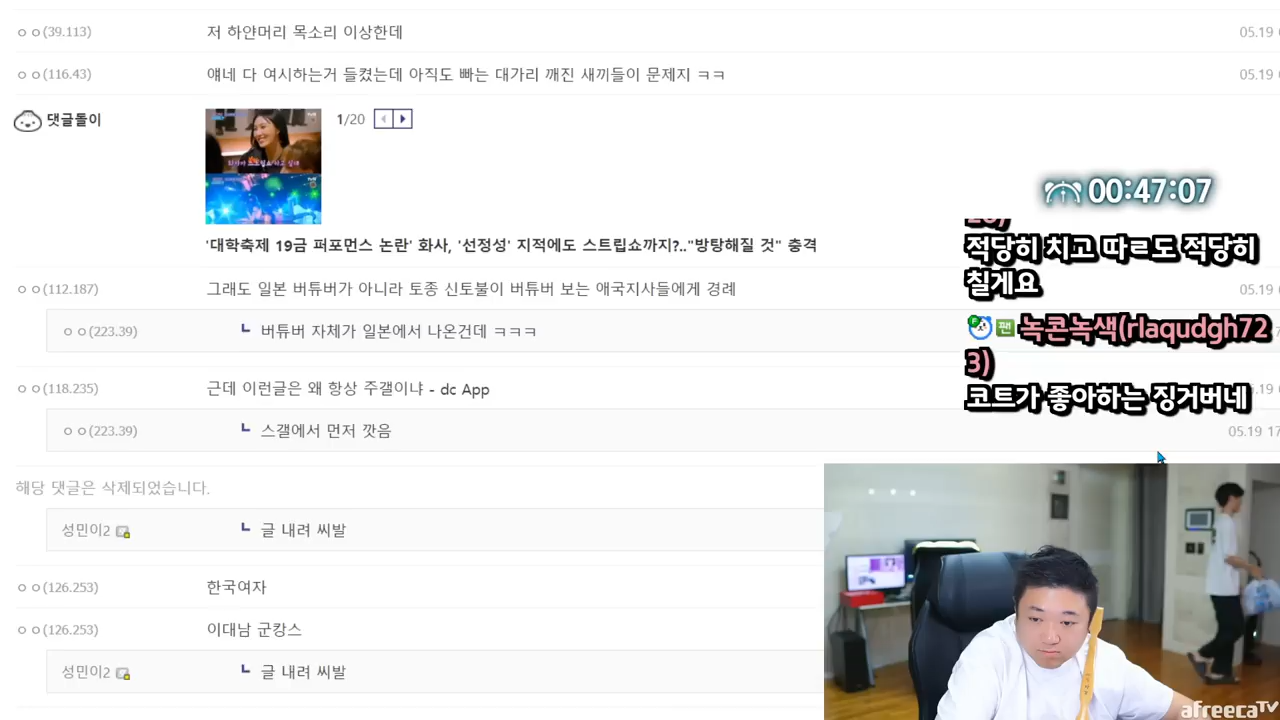 ㅇㅇ(39.113) 저 하얀머리 목소리 이상한데 05.19
ㅇㅇ(116.43) 얘네 다 여시하는거 들켰는데 아직도 빠는 대가리 깨진 새끼들이 문제지 ㅋㅋ 05.19
댓글돌이 1/20
'대학축제 19금 퍼포먼스 논란' 화사, '선정성' 지적에도 스트립쇼까지?.."방탕해질 것" 충격
ㅇㅇ(112.187) 그래도 일본 버튜버가 아니라 토종 신토불이 버튜버 보는 애국지사들에게 경례 05.19
ㅇㅇ(223.39) ㄴ 버튜버 자체가 일본에서 나온건데 ㅋㅋㅋ
ㅇㅇ(118.235) 근데 이런글은 왜 항상 주갤이냐 - dc App
ㅇㅇ(223.39) ㄴ 스갤에서 먼저 깟음 05.19 17
해당 댓글은 삭제되었습니다.
성민이2 ㄴ 글 내려 씨발
ㅇㅇ(126.253) 한국여자
ㅇㅇ(126.253) 이대남 군캉스
성민이2 ㄴ 글 내려 씨발
00:47:07
적당히 치고 따ㄹ도 적당히
칠게요
팬 녹콘녹색(rlaqudgh72
3)
코트가 좋아하는 징거버네
afreecaTV